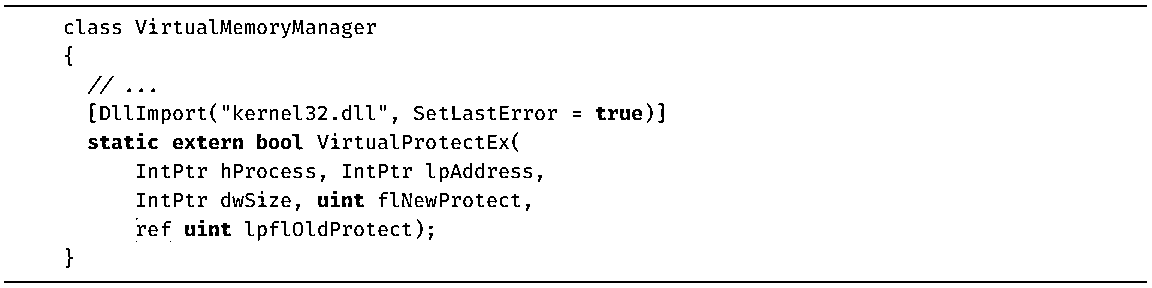 class VirtualMemoryManager
{
  // ...
  [DllImport("kernel32.dll", SetLastError = true)]
  static extern bool VirtualProtectEx(
      IntPtr hProcess, IntPtr lpAddress,
      IntPtr dwSize, uint flNewProtect,
      ref uint lpflOldProtect);
}